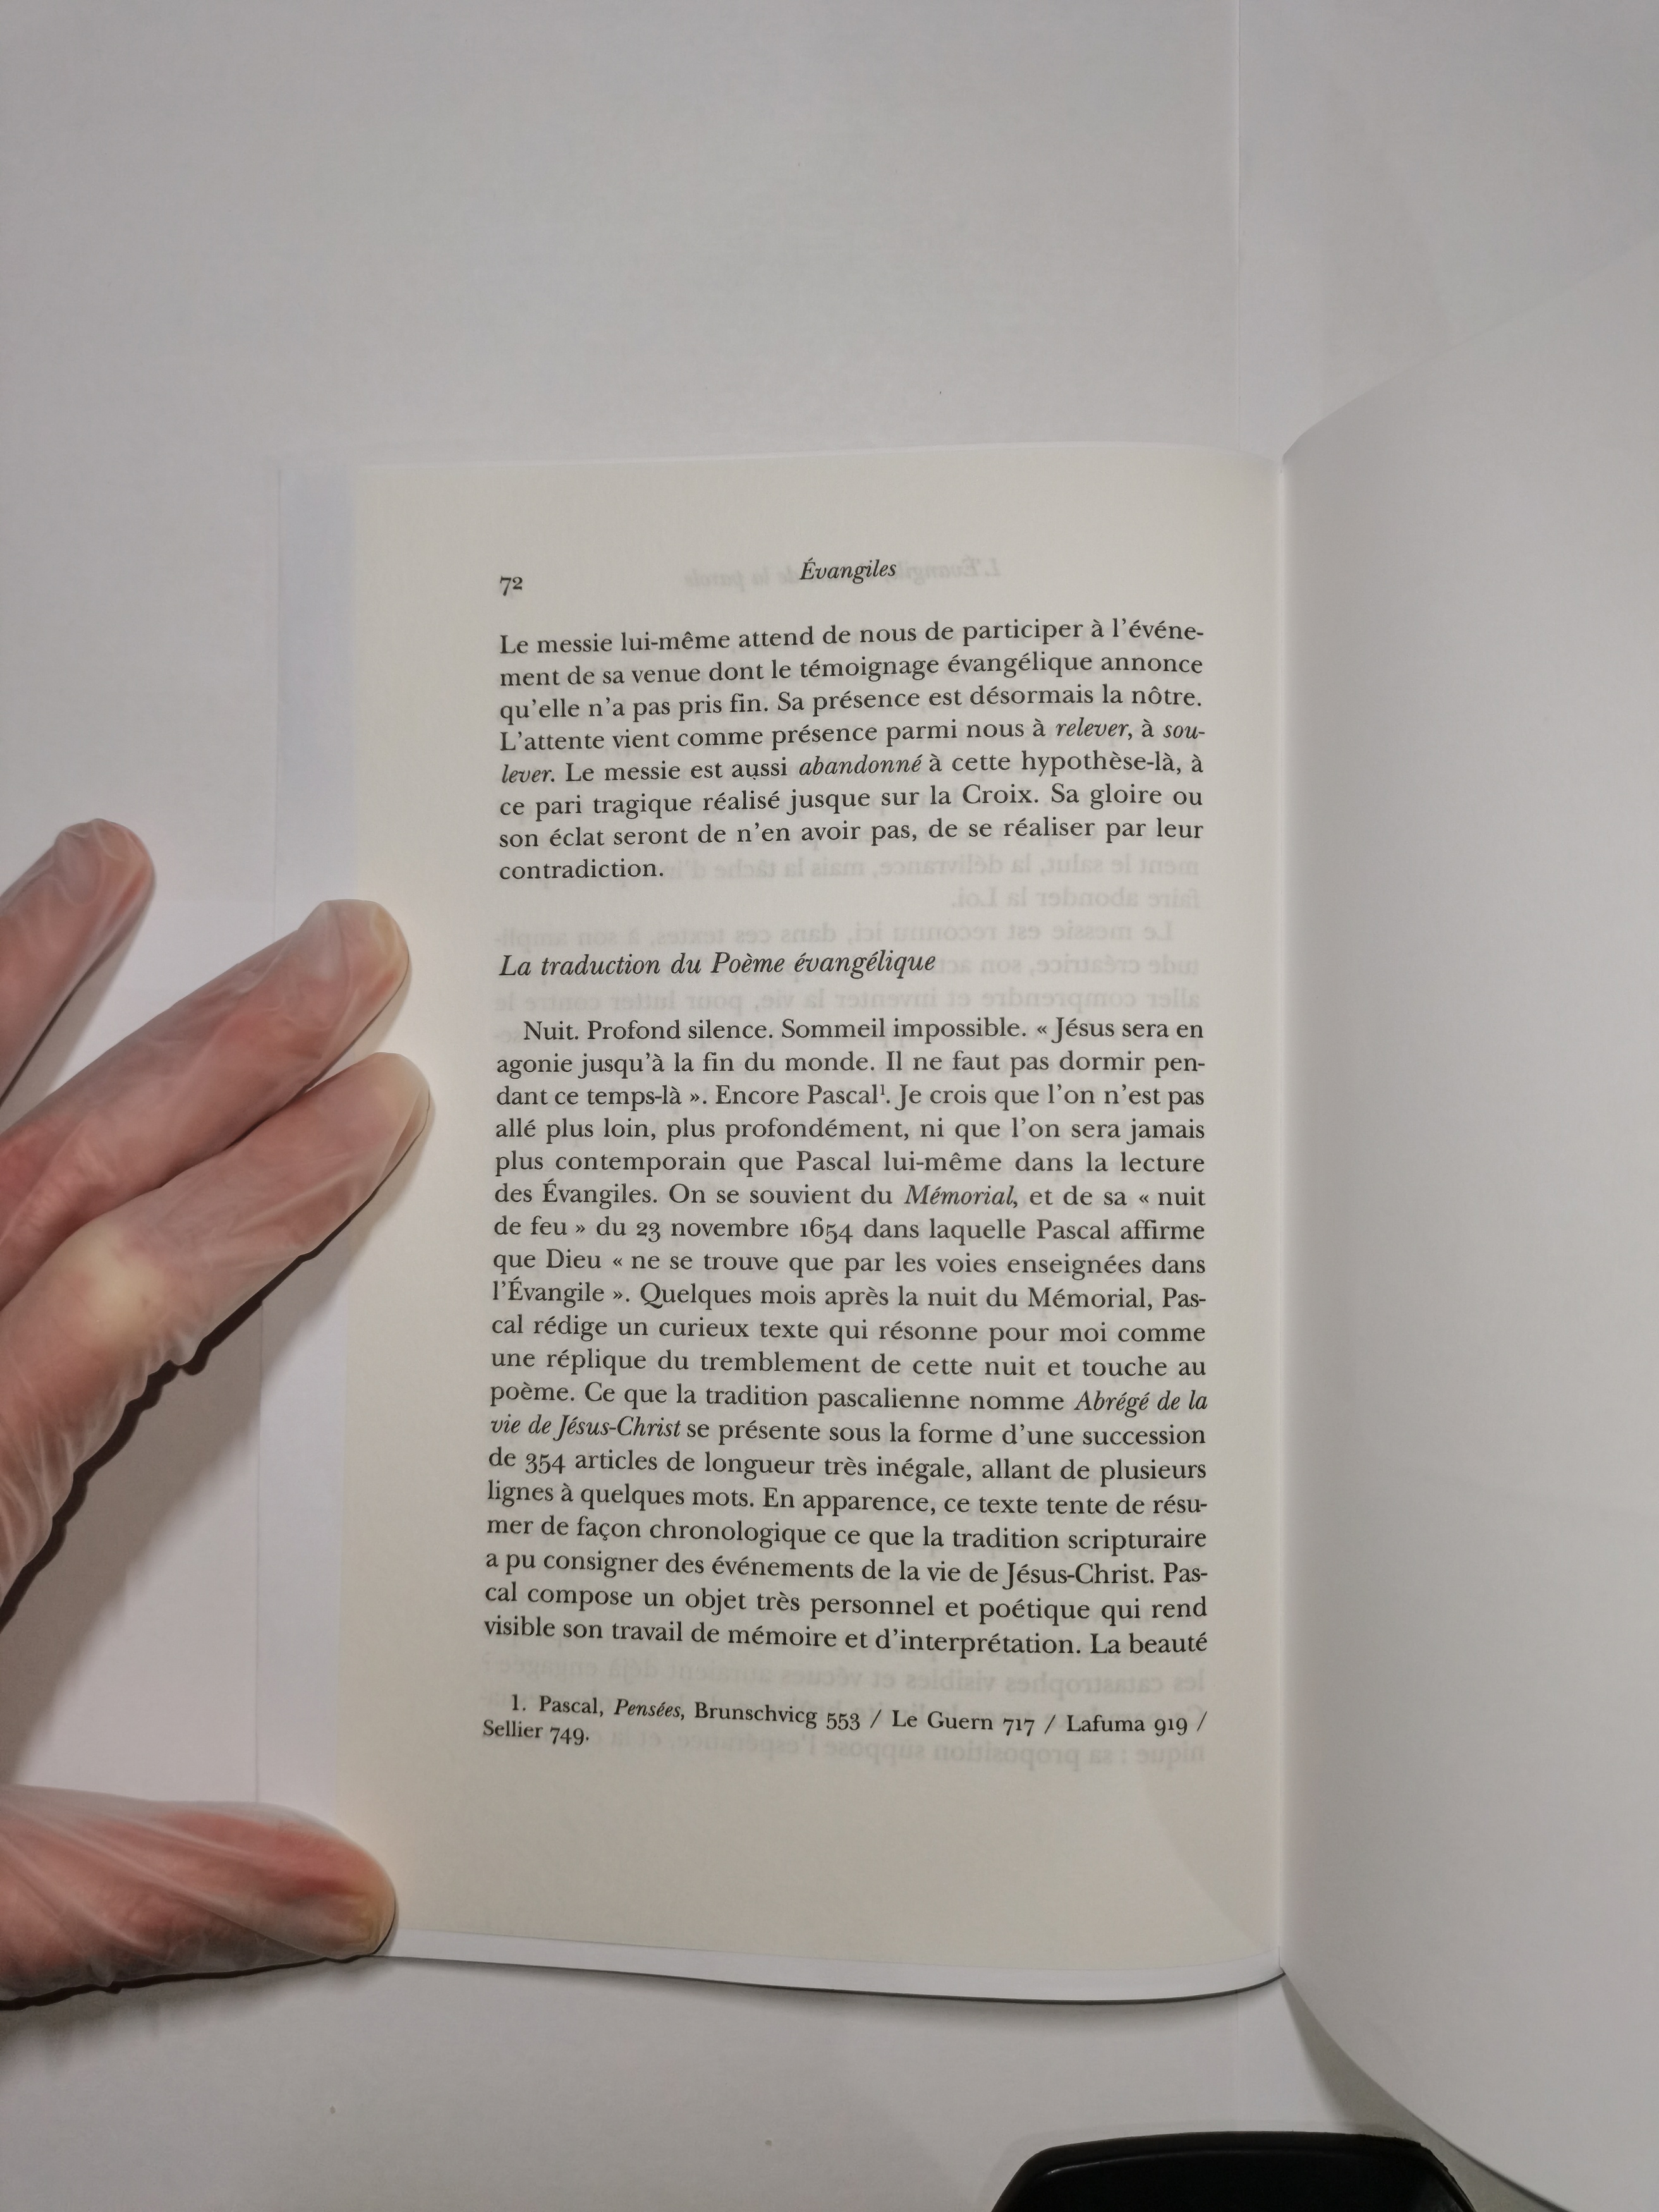 72
Évangiles
Le messie lui-même attend de nous de participer à l'événe-
ment de sa venue dont le témoignage évangélique annonce
qu'elle n'a pas pris fin. Sa présence est désormais la nôtre.
L'attente vient comme présence parmi nous à relever, à sou-
lever. Le messie est aussi abandonné à cette hypothèse-là, à
ce pari tragique réalisé jusque sur la Croix. Sa gloire ou
son éclat seront de n'en avoir pas, de se réaliser par leur
contradiction.
La traduction du Poème évangélique
Nuit. Profond silence. Sommeil impossible. « Jésus sera en
agonie jusqu'à la fin du monde. Il ne faut pas dormir pen-
dant ce temps-là ». Encore Pascal¹. Je crois que l'on n'est pas
allé plus loin, plus profondément, ni que l'on sera jamais
plus contemporain que Pascal lui-même dans la lecture
des Évangiles. On se souvient du Mémorial, et de sa « nuit
de feu » du 23 novembre 1654 dans laquelle Pascal affirme
que Dieu « ne se trouve que par les voies enseignées dans
l'Évangile ». Quelques mois après la nuit du Mémorial, Pas-
cal rédige un curieux texte qui résonne pour moi comme
une réplique du tremblement de cette nuit et touche au
poème. Ce que la tradition pascalienne nomme Abrégé de la
vie de Jésus-Christ se présente sous la forme d'une succession
de 354 articles de longueur très inégale, allant de plusieurs
lignes à quelques mots. En apparence, ce texte tente de résu-
mer de façon chronologique ce que la tradition scripturaire
a pu consigner des événements de la vie de Jésus-Christ. Pas-
cal compose un objet très personnel et poétique qui rend
visible son travail de mémoire et d'interprétation. La beauté
1. Pascal, Pensées, Brunschvicg 553 / Le Guern 717 / Lafuma 919 /
Sellier 749.